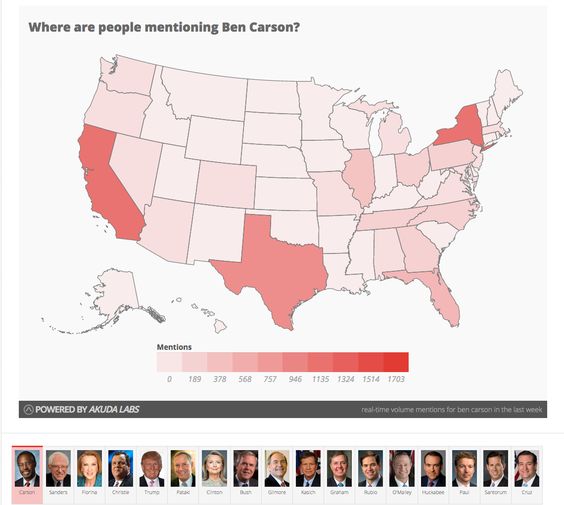 Where are people mentioning Ben Carson?
Mentions
0 189 378 568 757 946 1135 1324 1514 1703
POWERED BY AKUDA LABS
real-time volume mentions for ben carson in the last week
Carson Sanders Fiorina Christie Trump Pataki Clinton Bush Gilmore Kasich Graham Rubio O'Malley Huckabee Paul Santorum Cruz